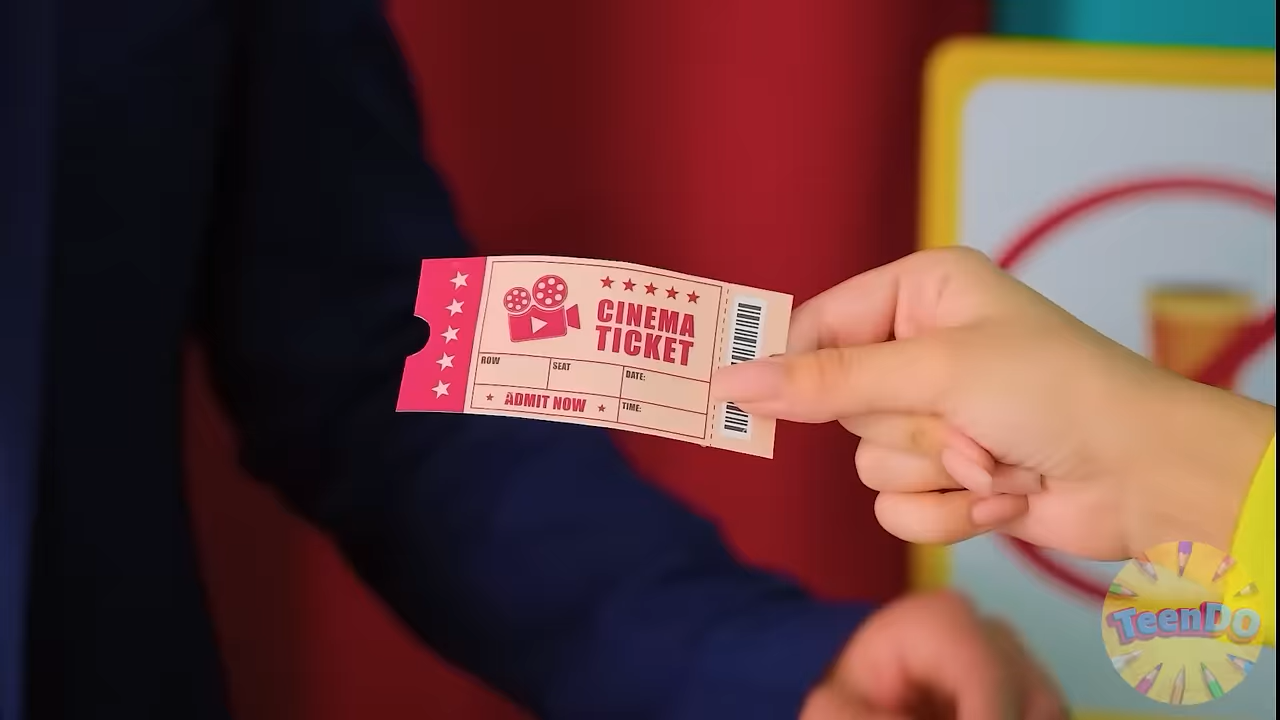 CINEMA
TICKET
ROW
SEAT
DATE:
ADMIT NOW
TIME:
TeenDO